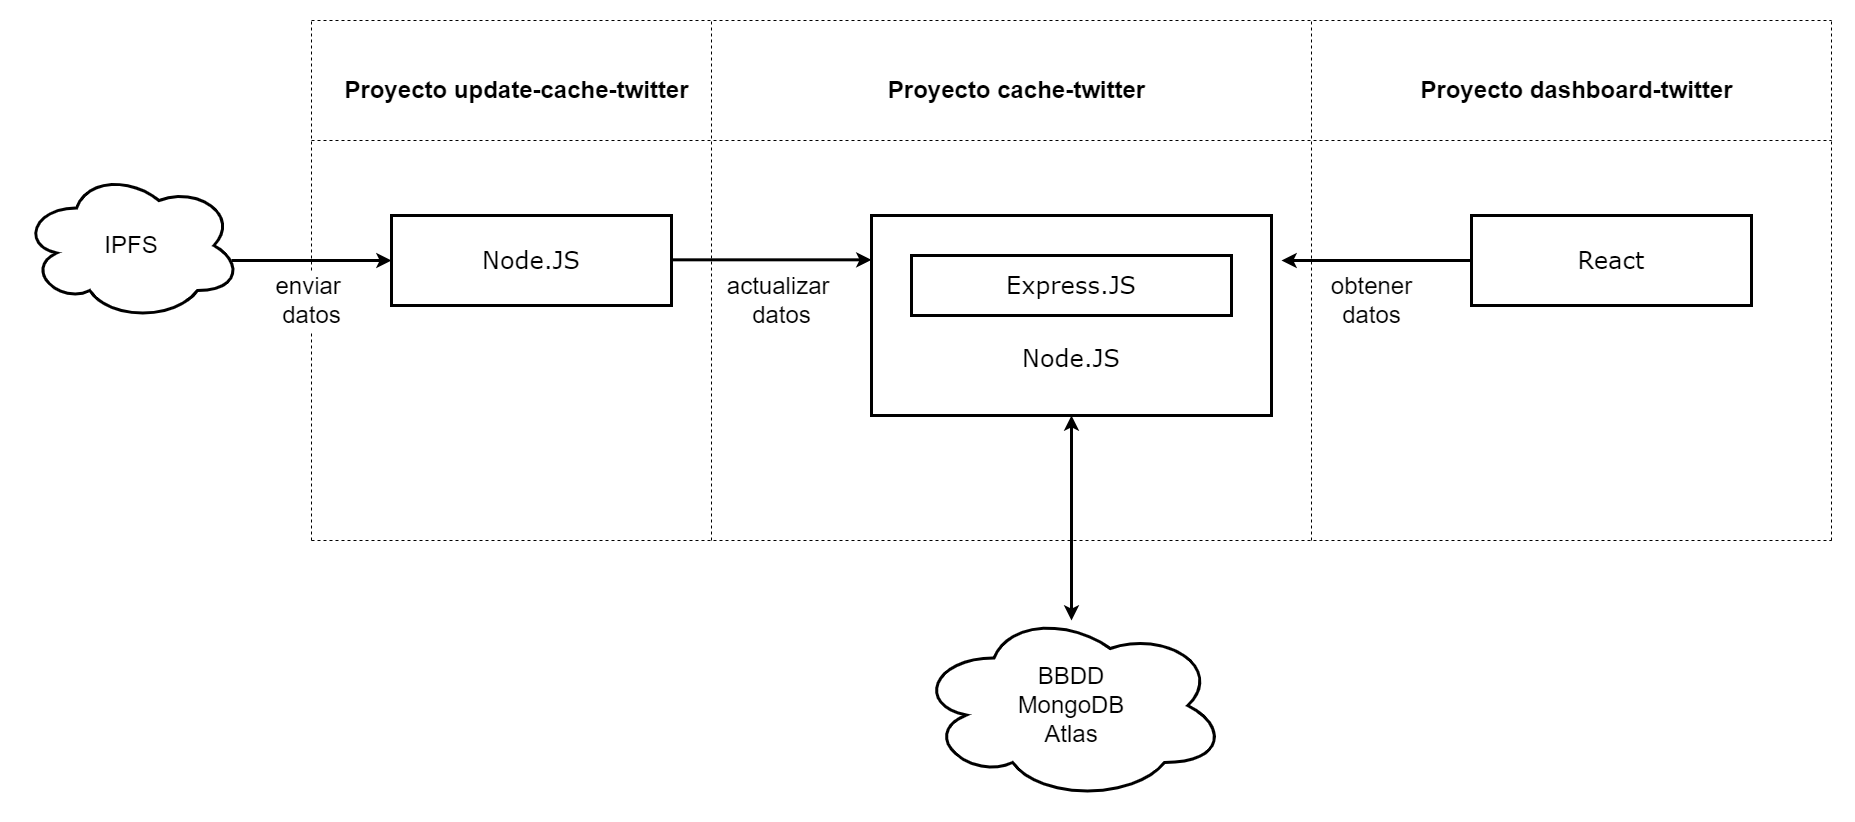 Proyecto update-cache-twitter
Proyecto cache-twitter
Proyecto dashboard-twitter
IPFS
enviar
datos
Node.JS
actualizar
datos
Express.JS
Node.JS
obtener
datos
React
BBDD
MongoDB
Atlas